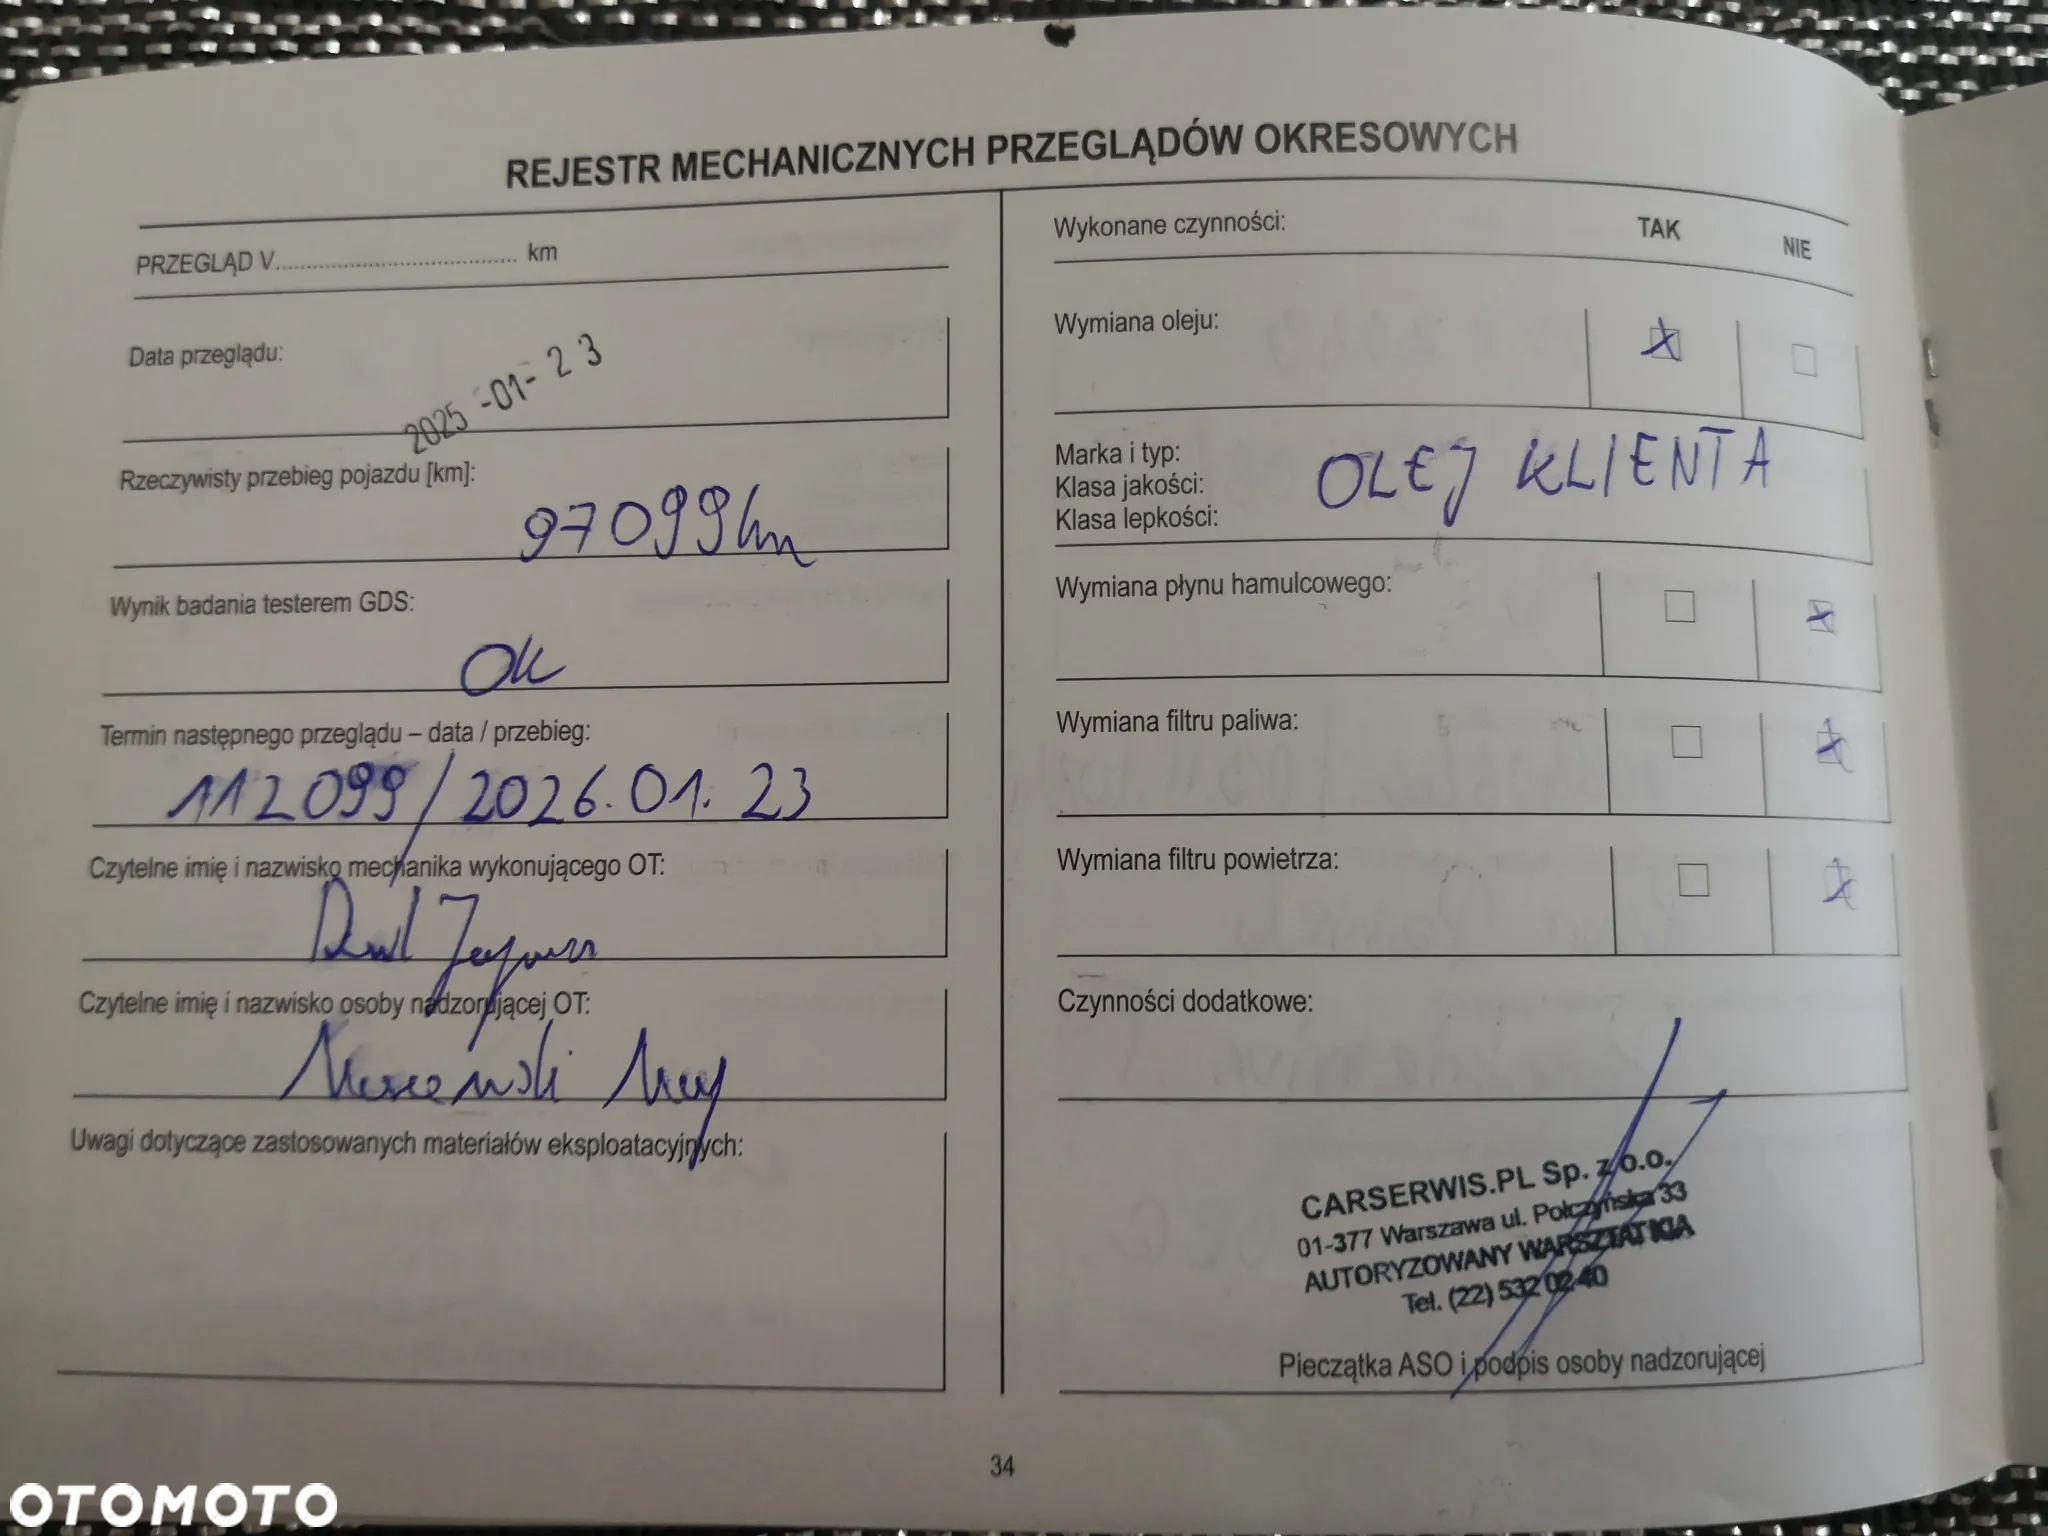 REJESTR MECHANICZNYCH PRZEGLĄDÓW OKRESOWYCH
PRZEGLĄD V........................................ km
Data przeglądu:
2025-01-23
Rzeczywisty przebieg pojazdu [km]:
97099km
Wynik badania testerem GDS:
Ok
Termin następnego przeglądu – data / przebieg:
112099/2026.01.23
Czytelne imię i nazwisko mechanika wykonującego OT:
Czytelne imię i nazwisko osoby nadzorującej OT:
Uwagi dotyczące zastosowanych materiałów eksploatacyjnych:
Wykonane czynności: TAK NIE
Wymiana oleju:
Marka i typ:
Klasa jakości:
Klasa lepkości:
OLEJ KLIENTA
Wymiana płynu hamulcowego:
Wymiana filtru paliwa:
Wymiana filtru powietrza:
Czynności dodatkowe:
CARSERWIS.PL Sp. z o.o.
01-377 Warszawa ul. Połczyńska 33
AUTORYZOWANY WARSZTAT KIA
Tel. (22) 532 02 40
Pieczątka ASO i podpis osoby nadzorującej
34
OTOMOTO